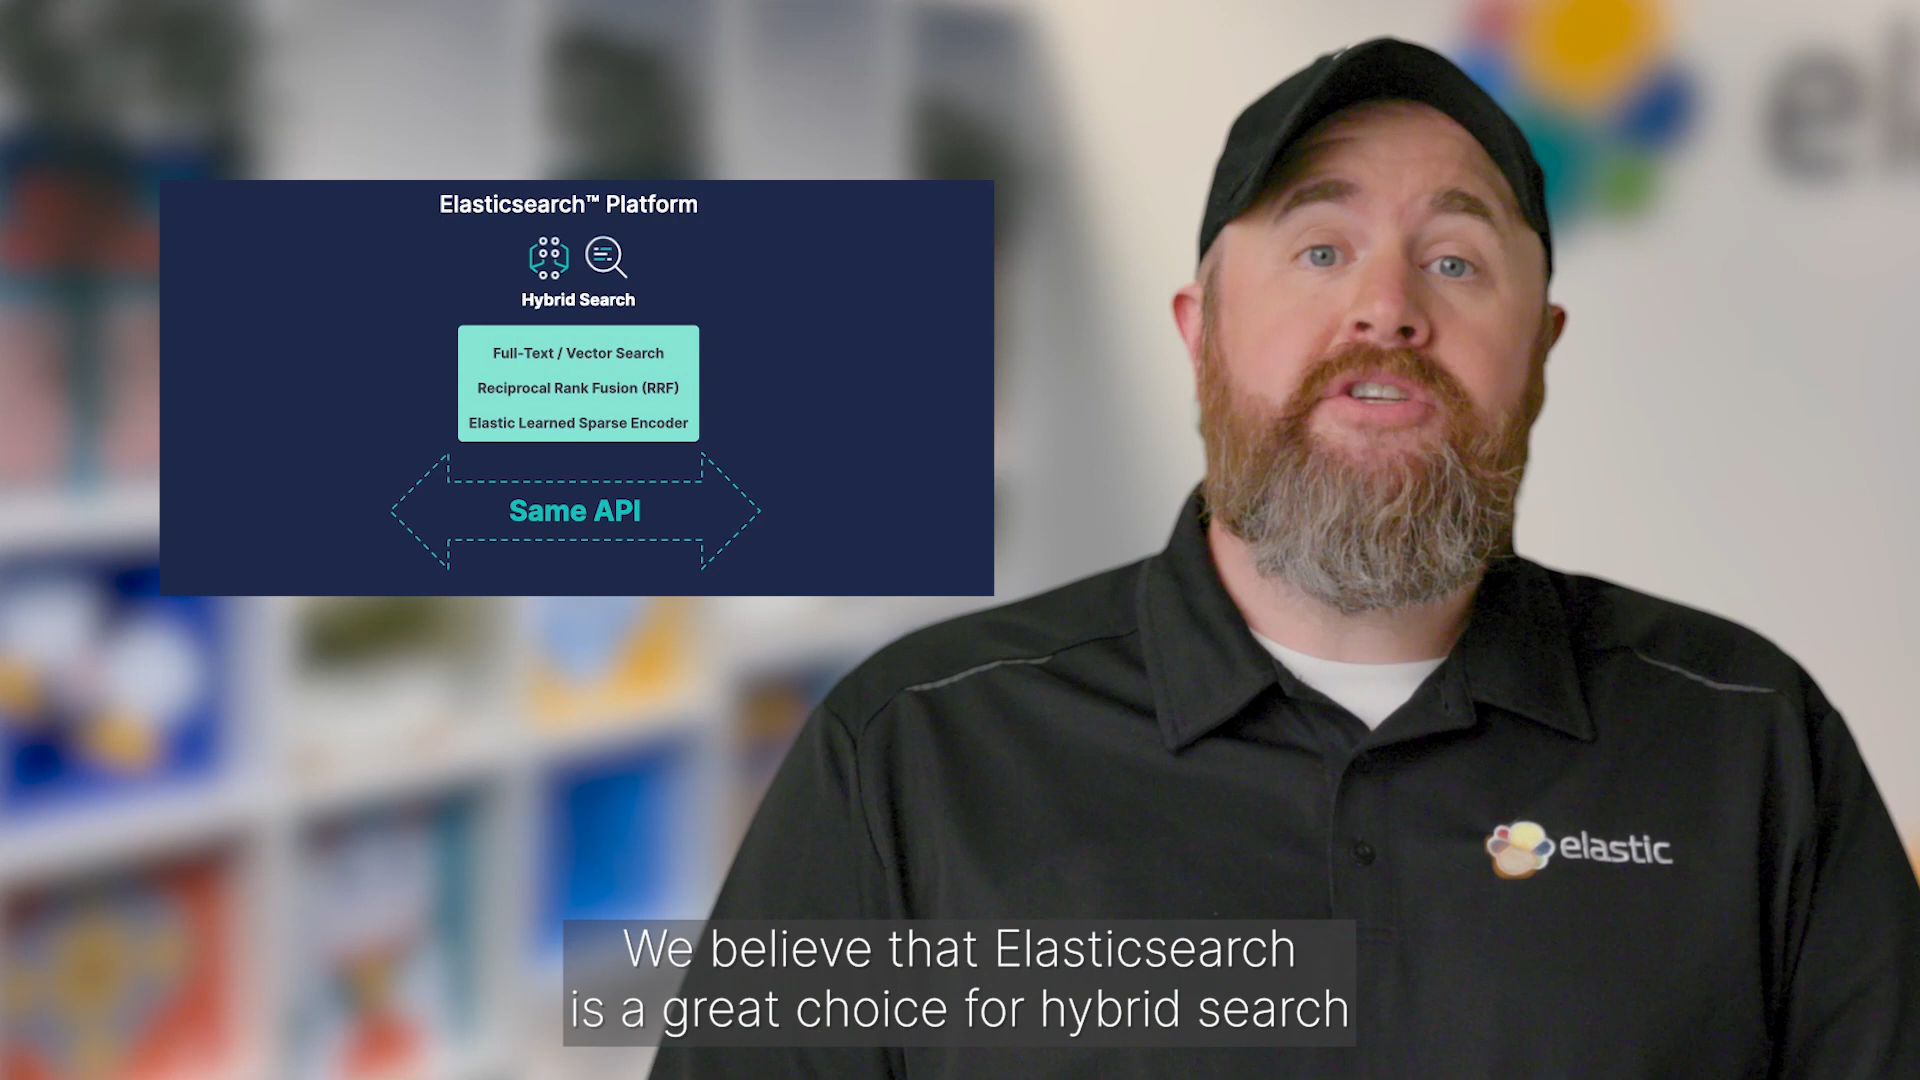 Elasticsearch™ Platform
Hybrid Search
Full-Text / Vector Search
Reciprocal Rank Fusion (RRF)
Elastic Learned Sparse Encoder
Same API
elastic
We believe that Elasticsearch
is a great choice for hybrid search